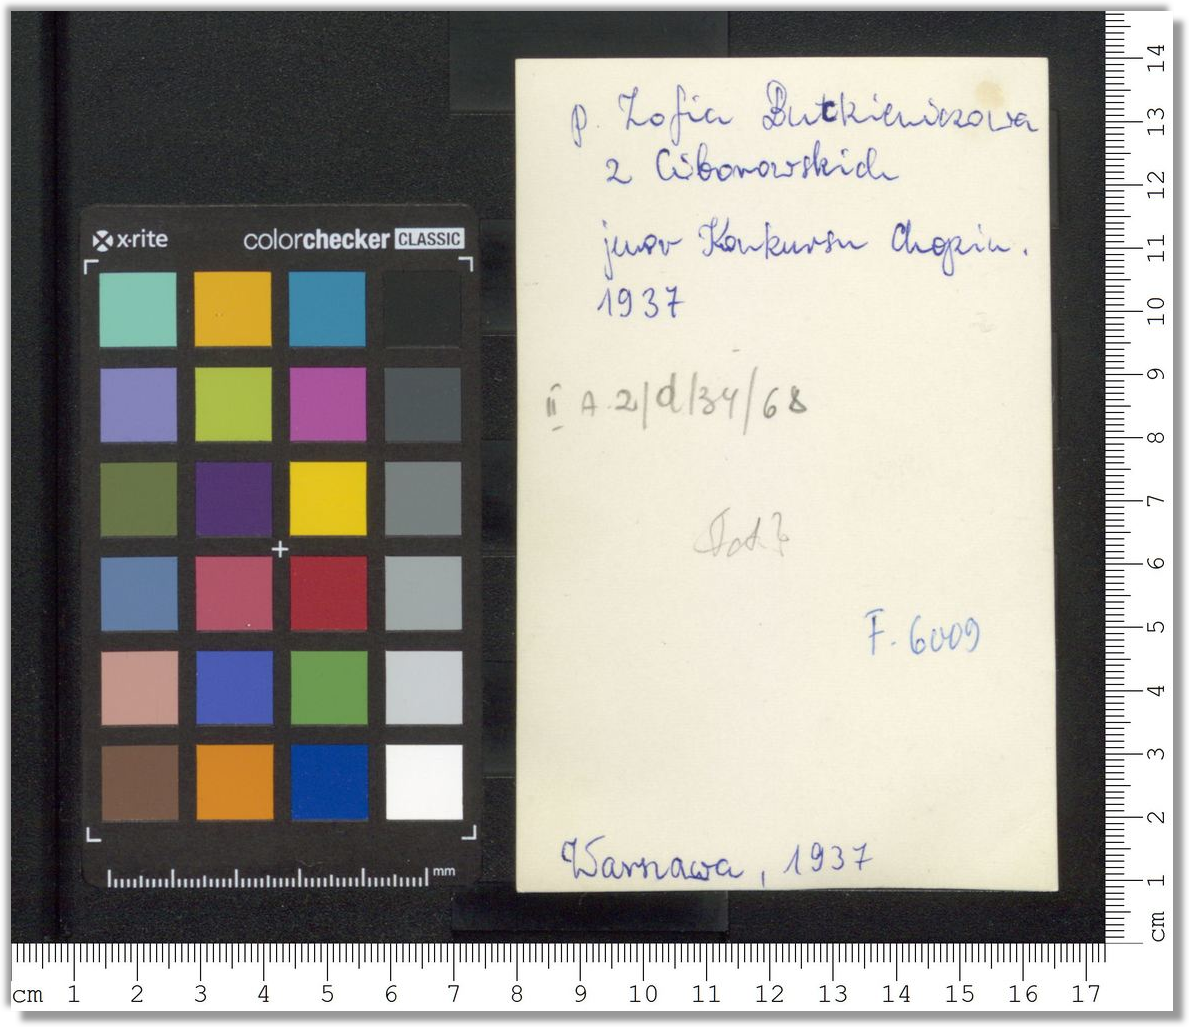 p. Zofia Butkiewiczowa
z Ciborowskich
juror Konkursu Chopin.
1937
II A.2/d/34/68
Fot. ?
F. 6009
Warszawa, 1937
x-rite
colorchecker CLASSIC
mm
14
13
12
11
10
9
8
7
6
5
4
3
2
1
cm
cm 1 2 3 4 5 6 7 8 9 10 11 12 13 14 15 16 17